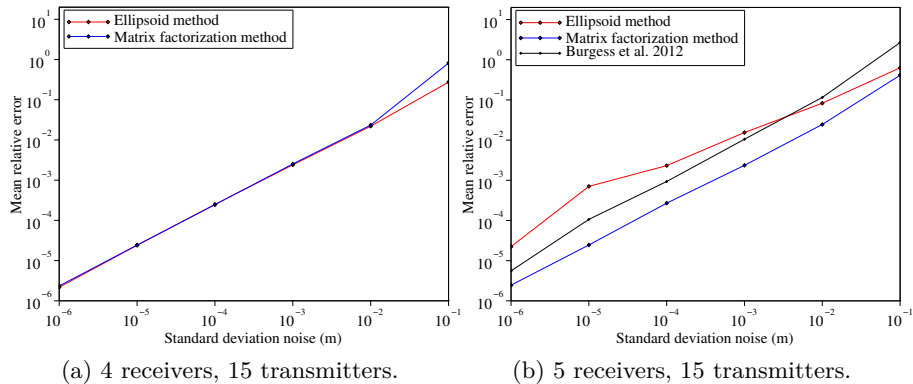 Ellipsoid method
Matrix factorization method
10^1
10^0
10^−1
10^−2
10^−3
10^−4
10^−5
10^−6
Mean relative error
10^−6 10^−5 10^−4 10^−3 10^−2 10^−1
Standard deviation noise (m)
(a) 4 receivers, 15 transmitters.
Ellipsoid method
Matrix factorization method
Burgess et al. 2012
10^1
10^0
10^−1
10^−2
10^−3
10^−4
10^−5
10^−6
Mean relative error
10^−6 10^−5 10^−4 10^−3 10^−2 10^−1
Standard deviation noise (m)
(b) 5 receivers, 15 transmitters.